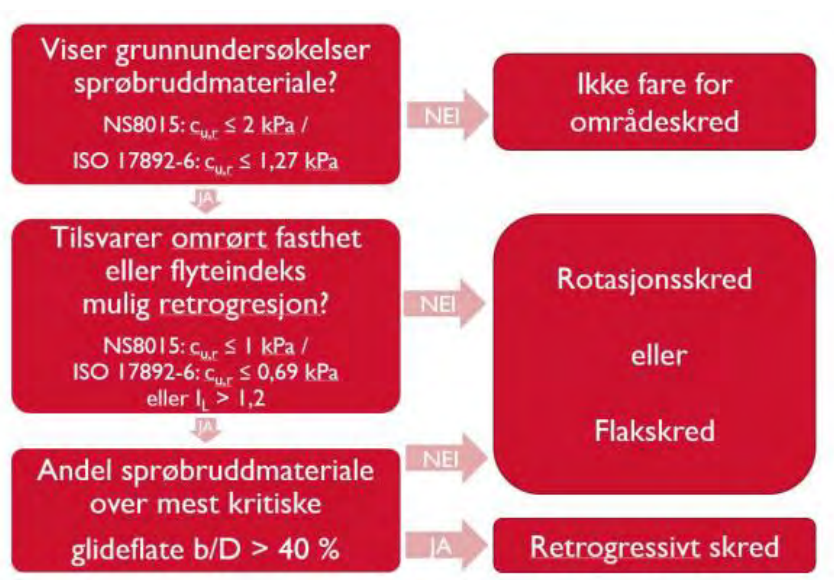 Viser grunnundersøkelser
sprøbruddmateriale?
NS8015: cu,r ≤ 2 kPa /
ISO 17892-6: cu,r ≤ 1,27 kPa
NEI
Ikke fare for
områdeskred
JA
Tilsvarer omrørt fasthet
eller flyteindeks
mulig retrogresjon?
NS8015: cu,r ≤ 1 kPa /
ISO 17892-6: cu,r ≤ 0,69 kPa
eller IL > 1,2
NEI
Rotasjonsskred
eller
Flakskred
JA
Andel sprøbruddmateriale
over mest kritiske
glideflate b/D > 40 %
NEI
JA
Retrogressivt skred